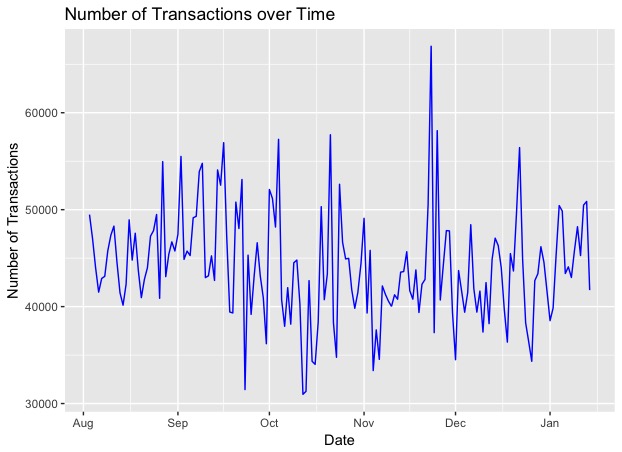 Number of Transactions over Time
Number of Transactions
60000
50000
40000
30000
Aug Sep Oct Nov Dec Jan
Date